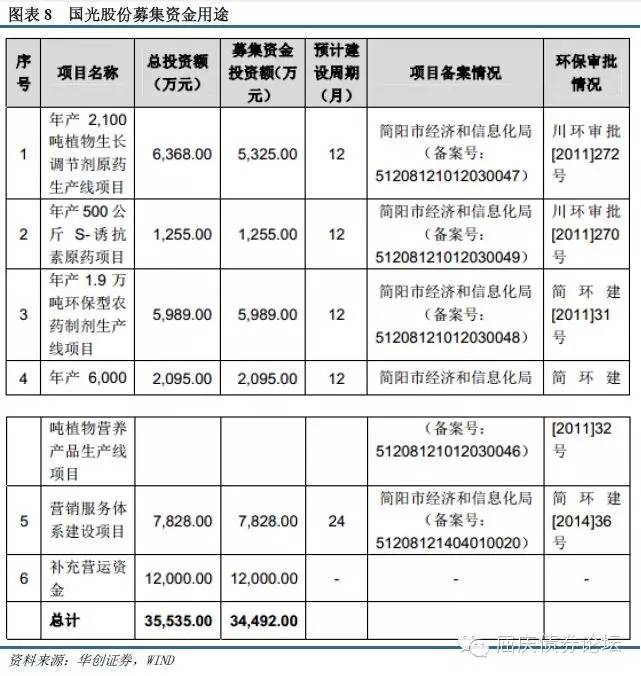 图表 8 国光股份募集资金用途
序号 项目名称 总投资额（万元） 募集资金投资额（万元） 预计建设周期（月） 项目备案情况 环保审批情况
1 年产 2,100 吨植物生长调节剂原药生产线项目 6,368.00 5,325.00 12 简阳市经济和信息化局（备案号：51208121012030047） 川环审批[2011]272号
2 年产500公斤 S-诱抗素原药项目 1,255.00 1,255.00 12 简阳市经济和信息化局（备案号：51208121012030049） 川环审批[2011]270号
3 年产 1.9 万吨环保型农药制剂生产线项目 5,989.00 5,989.00 12 简阳市经济和信息化局（备案号：51208121012030048） 简环建[2011]31号
4 年产 6,000 2,095.00 2,095.00 12 简阳市经济和信息化局 简环建
吨植物营养产品生产线项目 （备案号：51208121012030046） [2011]32号
5 营销服务体系建设项目 7,828.00 7,828.00 24 简阳市经济和信息化局（备案号：51208121404010020） 简环建[2014]36号
6 补充营运资金 12,000.00 12,000.00 - - -
总计 35,535.00 34,492.00
屈庆债券论坛
资料来源：华创证券，WIND